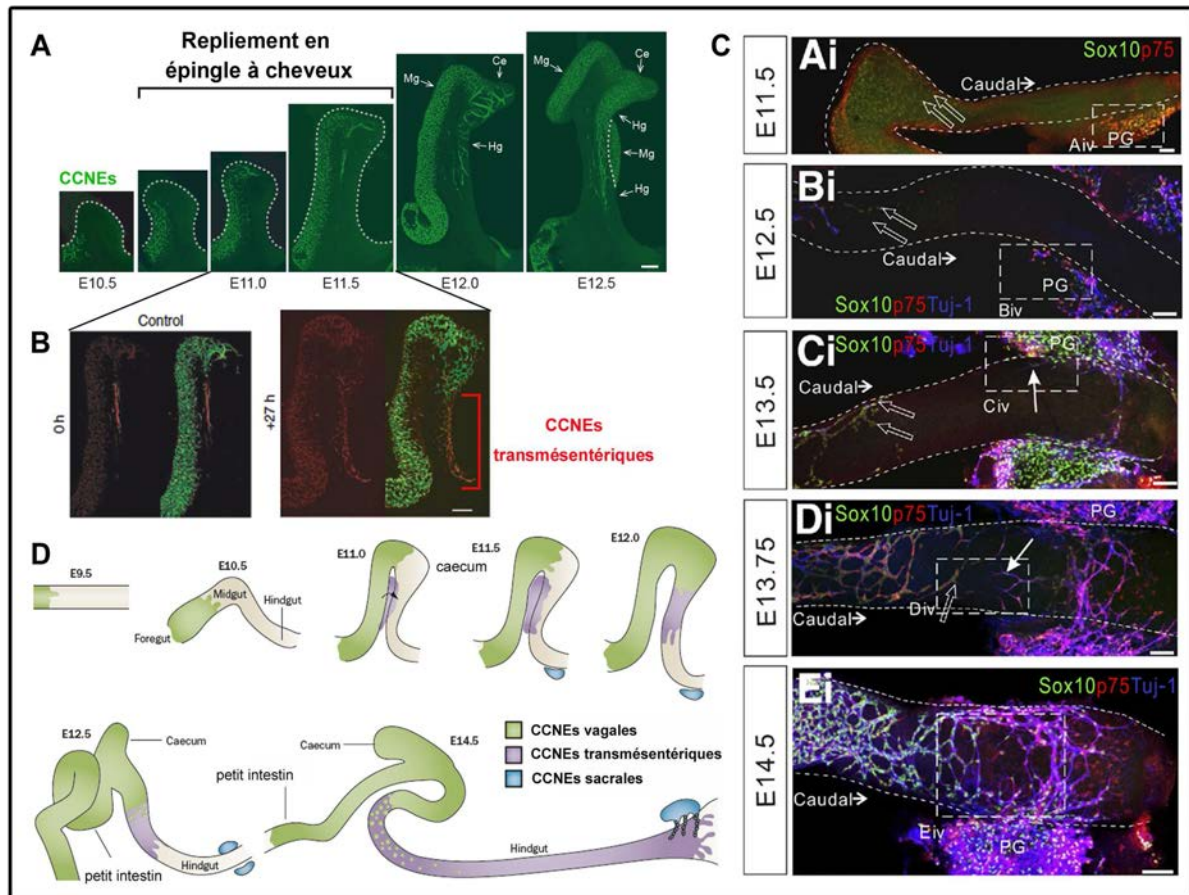 A
Repliement en
épingle à cheveux
CCNEs
Mg
Ce
Hg
Mg
Ce
Hg
Mg
Hg
E10.5
E11.0
E11.5
E12.0
E12.5
B
Control
0 h
+27 h
CCNEs
transmésentériques
C
E11.5
Ai
Sox10p75
Caudal
Aiv
PG
E12.5
Bi
Caudal
PG
Sox10p75Tuj-1
Biv
E13.5
Ci
Sox10p75Tuj-1
PG
Caudal
Civ
E13.75
Di
Sox10p75Tuj-1
PG
Div
Caudal
E14.5
Ei
Sox10p75Tuj-1
Caudal
Eiv
PG
D
E9.5
E10.5
Midgut
Hindgut
Foregut
E11.0
caecum
E11.5
E12.0
E12.5
Caecum
Hindgut
petit intestin
petit intestin
Caecum
E14.5
Hindgut
CCNEs vagales
CCNEs transmésentériques
CCNEs sacrales